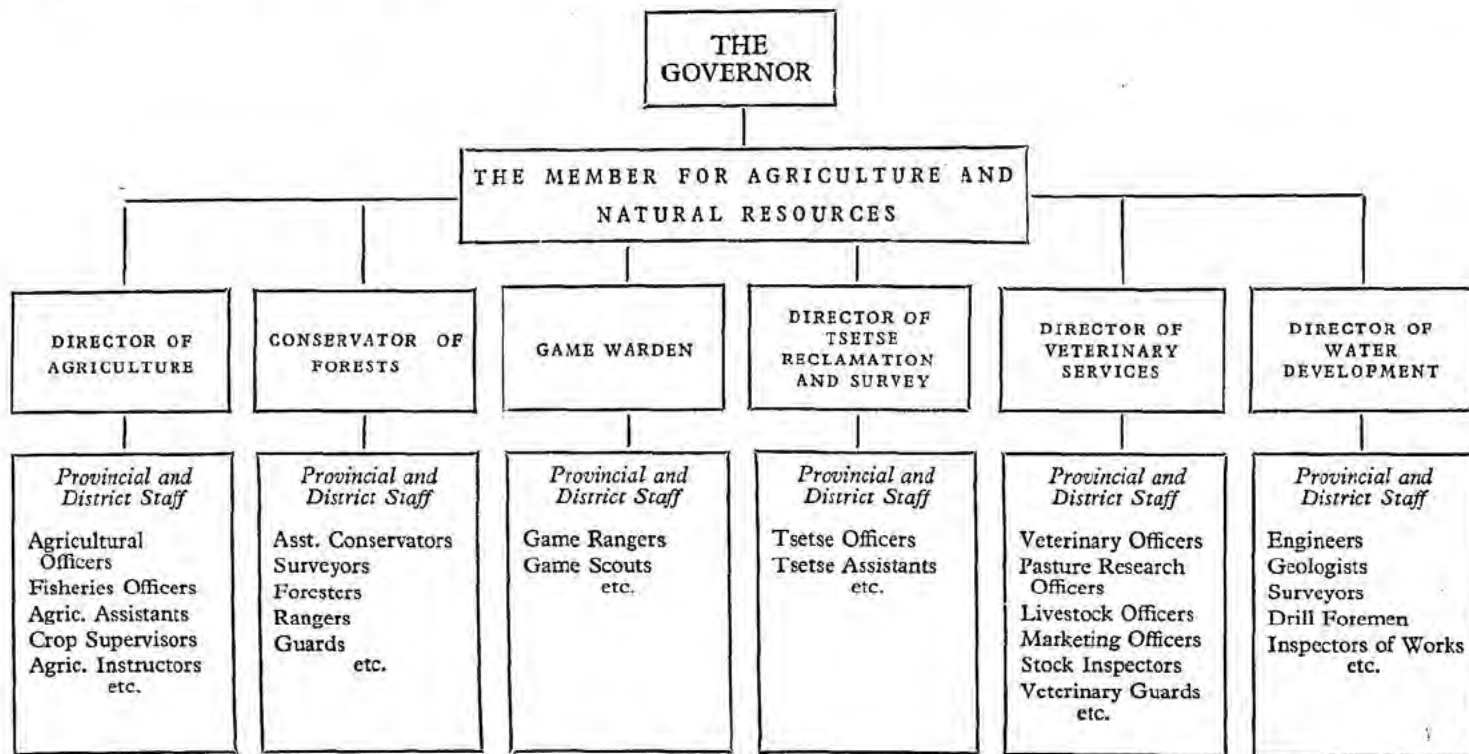 THE
GOVERNOR
THE MEMBER FOR AGRICULTURE AND
NATURAL RESOURCES
DIRECTOR OF
AGRICULTURE
CONSERVATOR OF
FORESTS
GAME WARDEN
DIRECTOR OF
TSETSE
RECLAMATION
AND SURVEY
DIRECTOR OF
VETERINARY
SERVICES
DIRECTOR OF
WATER
DEVELOPMENT
Provincial and
District Staff
Agricultural
Officers
Fisheries Officers
Agric. Assistants
Crop Supervisors
Agric. Instructors
etc.
Provincial and
District Staff
Asst. Conservators
Surveyors
Foresters
Rangers
Guards
etc.
Provincial and
District Staff
Game Rangers
Game Scouts
etc.
Provincial and
District Staff
Tsetse Officers
Tsetse Assistants
etc.
Provincial and
District Staff
Veterinary Officers
Pasture Research
Officers
Livestock Officers
Marketing Officers
Stock Inspectors
Veterinary Guards
etc.
Provincial and
District Staff
Engineers
Geologists
Surveyors
Drill Foremen
Inspectors of Works
etc.